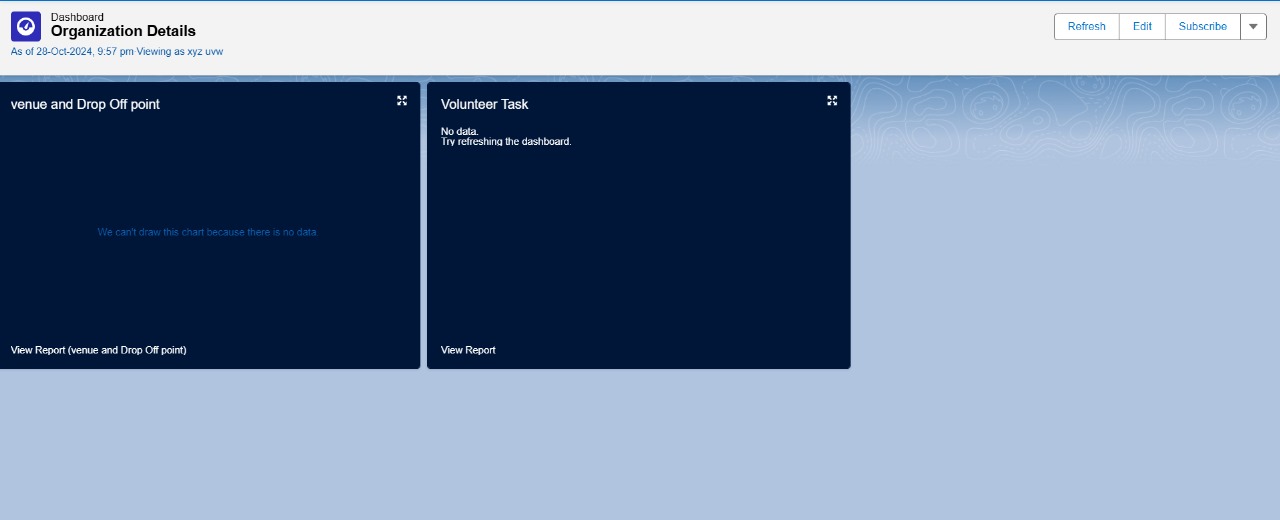 Dashboard
Organization Details
As of 28-Oct-2024, 9:57 pm·Viewing as xyz uvw
Refresh
Edit
Subscribe
venue and Drop Off point
We can't draw this chart because there is no data.
View Report (venue and Drop Off point)
Volunteer Task
No data.
Try refreshing the dashboard.
View Report